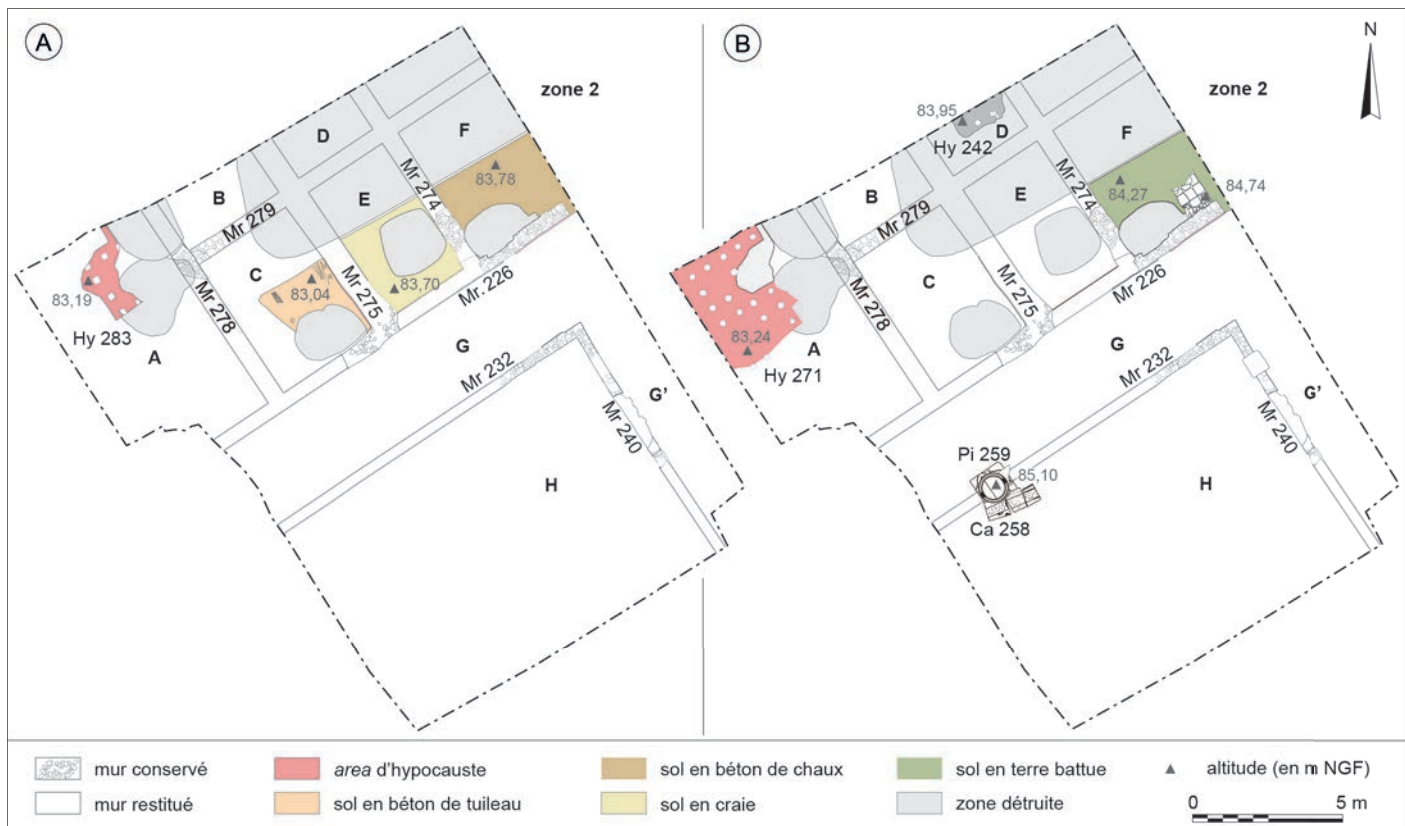 A
zone 2
D
F
B
E
Mr 274
83,78
Mr 279
C
83,04
Mr 275
83,70
83,19
Hy 283
Mr 278
Mr 226
A
G
Mr 232
G'
Mr 240
H
B
N
zone 2
83,95
D
Hy 242
F
B
E
Mr 274
84,27
84,74
Mr 279
C
Mr 275
83,24
A
Hy 271
Mr 278
Mr 226
G
Mr 232
G'
Mr 240
Pi 259
85,10
Ca 258
H
mur conservé
area d'hypocauste
sol en béton de chaux
sol en terre battue
altitude (en m NGF)
mur restitué
sol en béton de tuileau
sol en craie
zone détruite
0 5 m